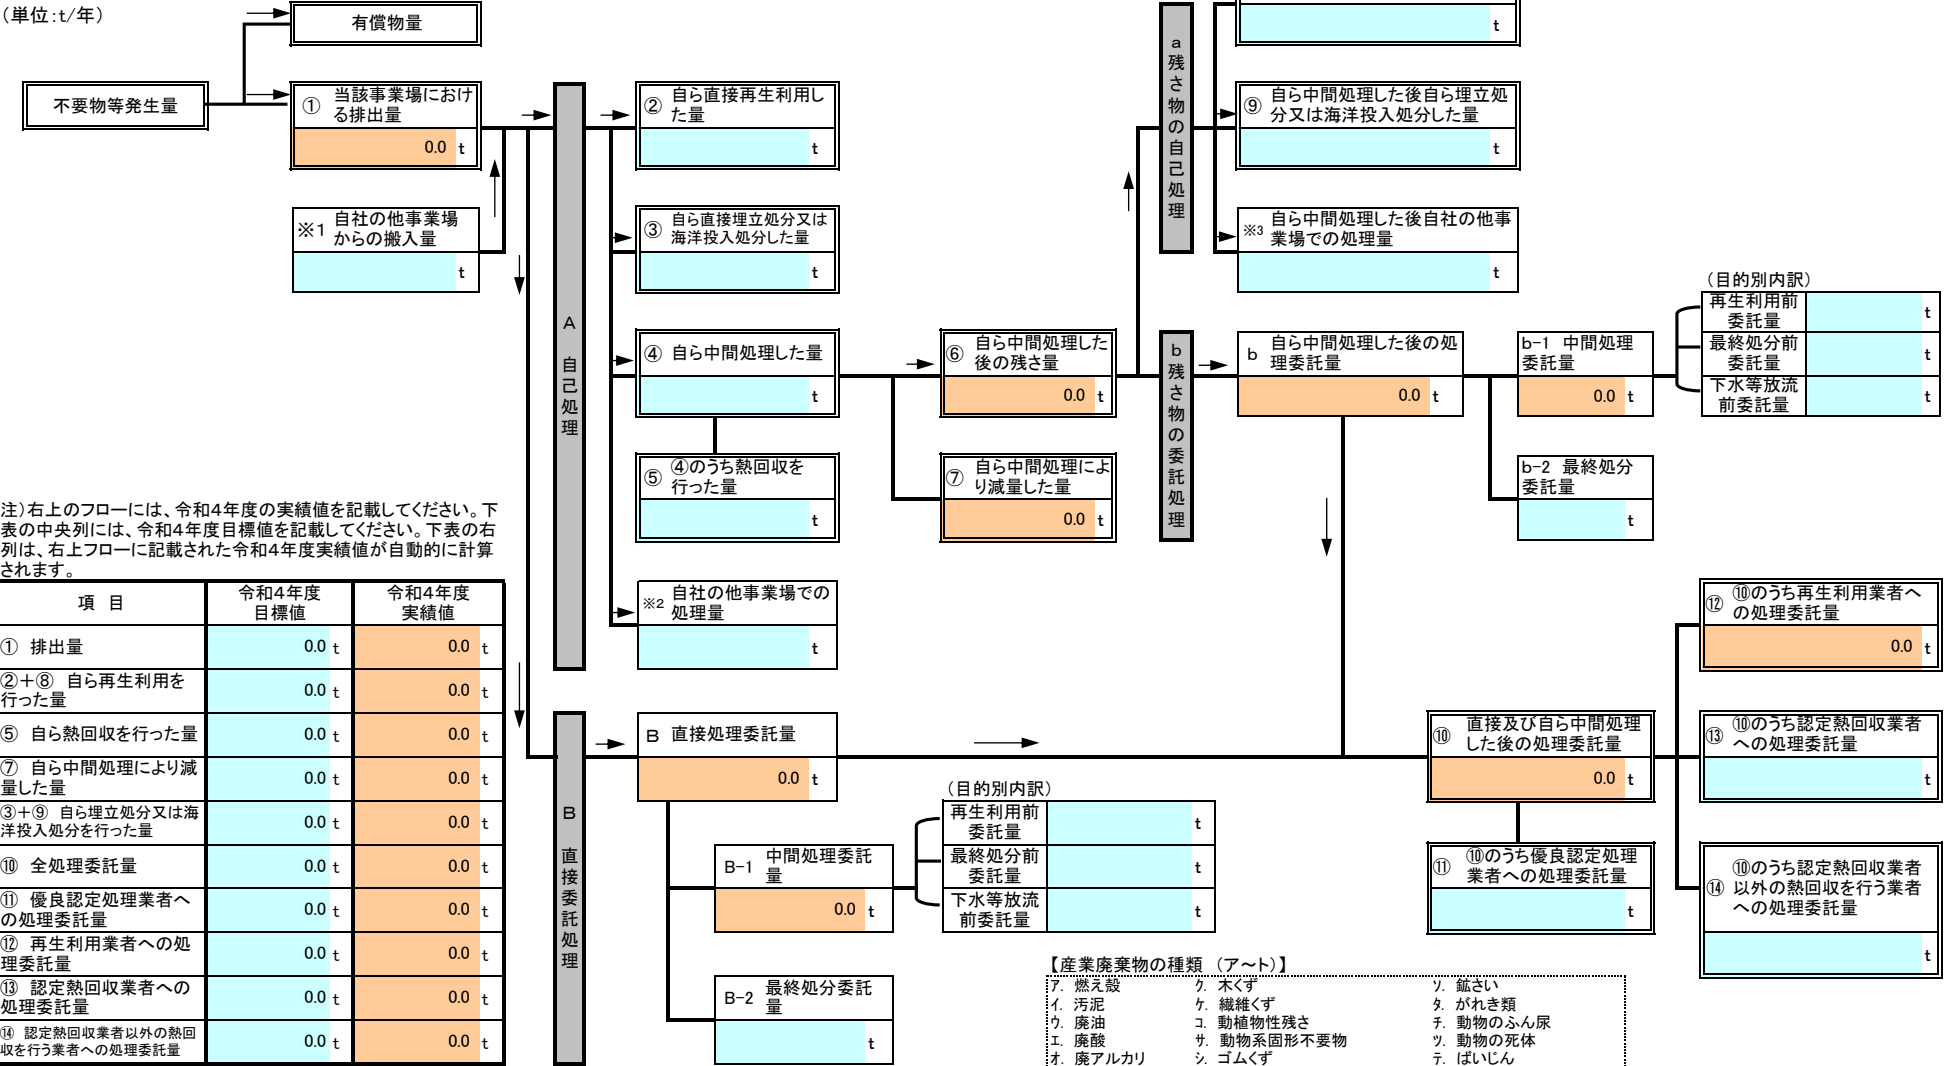 （単位：t/年）
有償物量
不要物等発生量
① 当該事業場におけ
る排出量
0.0 t
※1 自社の他事業場
からの搬入量
t
A 自己処理
② 自ら直接再生利用し
た量
t
③ 自ら直接埋立処分又は
海洋投入処分した量
t
④ 自ら中間処理した量
t
⑤ ④のうち熱回収を
行った量
t
※2 自社の他事業場での
処理量
t
⑥ 自ら中間処理した
後の残さ量
0.0 t
⑦ 自ら中間処理によ
り減量した量
0.0 t
a 残さ物の自己処理
t
⑨ 自ら中間処理した後自ら埋立処
分又は海洋投入処分した量
t
※3 自ら中間処理した後自社の他事
業場での処理量
t
b 残さ物の委託処理
b 自ら中間処理した後の処
理委託量
0.0 t
b-1 中間処理
委託量
0.0 t
b-2 最終処分
委託量
t
（目的別内訳）
再生利用前
委託量
t
最終処分前
委託量
t
下水等放流
前委託量
t
注）右上のフローには、令和４年度の実績値を記載してください。下
表の中央列には、令和４年度目標値を記載してください。下表の右
列は、右上フローに記載された令和４年度実績値が自動的に計算
されます。
項 目 令和４年度
目標値 令和４年度
実績値
① 排出量 0.0 t 0.0 t
②＋⑧ 自ら再生利用を
行った量 0.0 t 0.0 t
⑤ 自ら熱回収を行った量 0.0 t 0.0 t
⑦ 自ら中間処理により減
量した量 0.0 t 0.0 t
③＋⑨ 自ら埋立処分又は海
洋投入処分を行った量 0.0 t 0.0 t
⑩ 全処理委託量 0.0 t 0.0 t
⑪ 優良認定処理業者へ
の処理委託量 0.0 t 0.0 t
⑫ 再生利用業者への処
理委託量 0.0 t 0.0 t
⑬ 認定熱回収業者への
処理委託量 0.0 t 0.0 t
⑭ 認定熱回収業者以外の熱回
収を行う業者への処理委託量 0.0 t 0.0 t
B 直接委託処理
B 直接処理委託量
0.0 t
B-1 中間処理委託
量
0.0 t
B-2 最終処分委託
量
t
（目的別内訳）
再生利用前
委託量
t
最終処分前
委託量
t
下水等放流
前委託量
t
⑩ 直接及び自ら中間処理
した後の処理委託量
0.0 t
⑪ ⑩のうち優良認定処理
業者への処理委託量
t
⑫ ⑩のうち再生利用業者へ
の処理委託量
0.0 t
⑬ ⑩のうち認定熱回収業者
への処理委託量
t
⑭ ⑩のうち認定熱回収業者
以外の熱回収を行う業者
への処理委託量
t
【産業廃棄物の種類 （ア～ト）】
ア. 燃え殻 ク. 木くず ソ. 鉱さい
イ. 汚泥 ケ. 繊維くず タ. がれき類
ウ. 廃油 コ. 動植物性残さ チ. 動物のふん尿
エ. 廃酸 サ. 動物系固形不要物 ツ. 動物の死体
オ. 廃アルカリ シ. ゴムくず テ. ばいじん